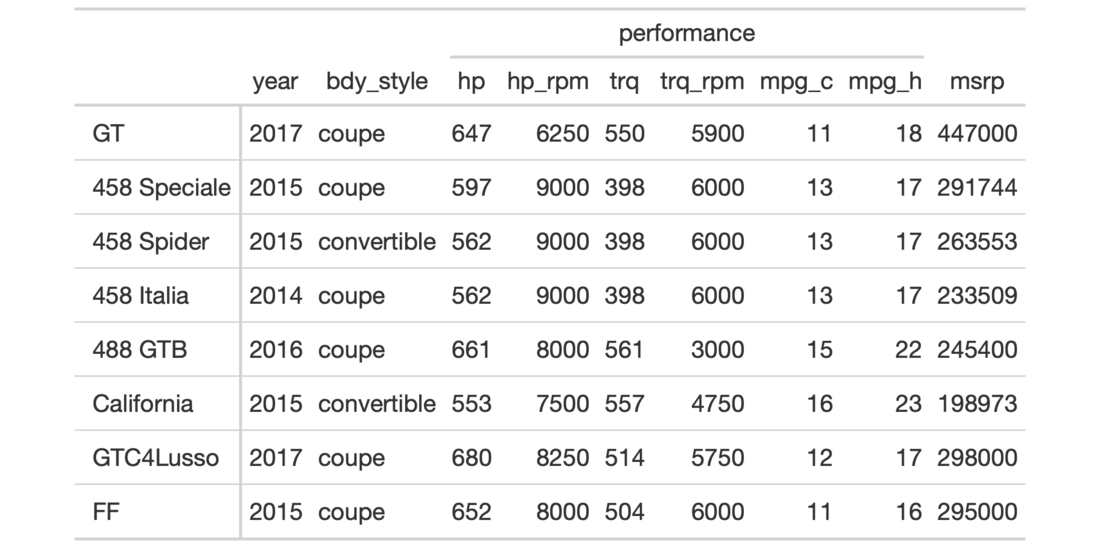 performance
year bdy_style hp hp_rpm trq trq_rpm mpg_c mpg_h msrp
GT 2017 coupe 647 6250 550 5900 11 18 447000
458 Speciale 2015 coupe 597 9000 398 6000 13 17 291744
458 Spider 2015 convertible 562 9000 398 6000 13 17 263553
458 Italia 2014 coupe 562 9000 398 6000 13 17 233509
488 GTB 2016 coupe 661 8000 561 3000 15 22 245400
California 2015 convertible 553 7500 557 4750 16 23 198973
GTC4Lusso 2017 coupe 680 8250 514 5750 12 17 298000
FF 2015 coupe 652 8000 504 6000 11 16 295000